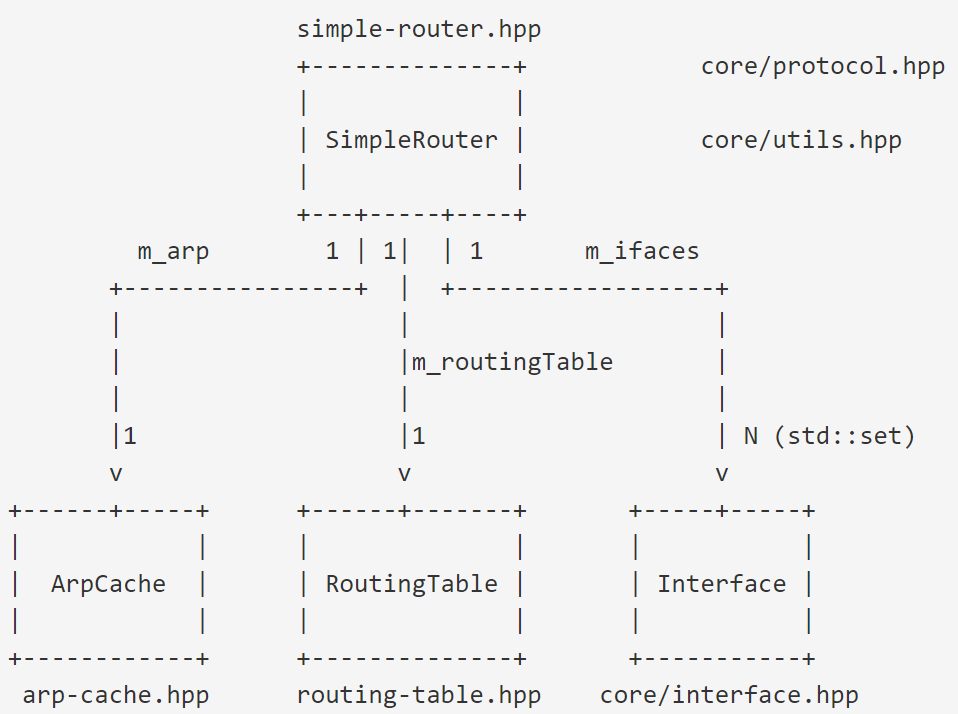 simple-router.hpp
+--------------+            core/protocol.hpp
|              |
| SimpleRouter |            core/utils.hpp
|              |
+---+-----+----+
m_arp        1 | 1|  | 1       m_ifaces
+----------------+  |  +------------------+
|                   |                     |
|                   |m_routingTable       |
|                   |                     |
|1                  |1                    | N (std::set)
v                   v                     v
+------+-----+      +------+-------+       +-----+-----+
|            |      |              |       |           |
|  ArpCache  |      | RoutingTable |       | Interface |
|            |      |              |       |           |
+------------+      +--------------+       +-----------+
arp-cache.hpp      routing-table.hpp    core/interface.hpp